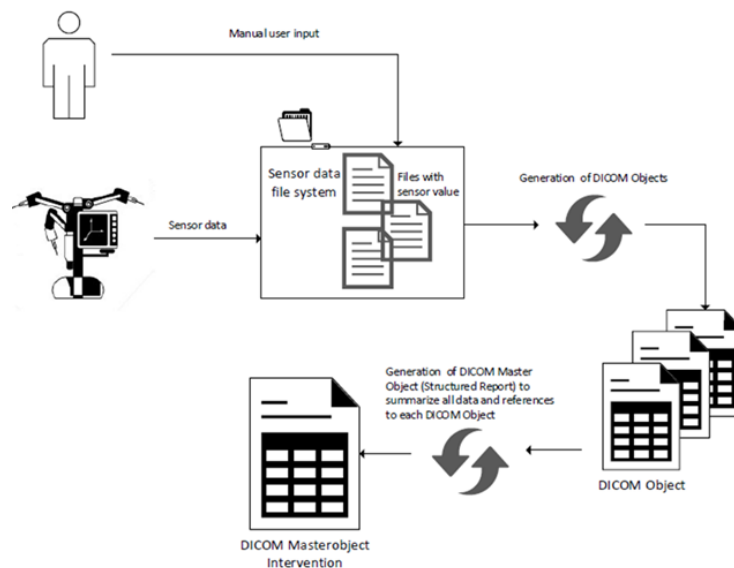 Manual user input
Sensor data
file system
Files with
sensor value
Generation of DICOM Objects
Sensor data
Generation of DICOM Master
Object (Structured Report) to
summarize all data and references
to each DICOM Object
DICOM Object
DICOM Masterobject
Intervention